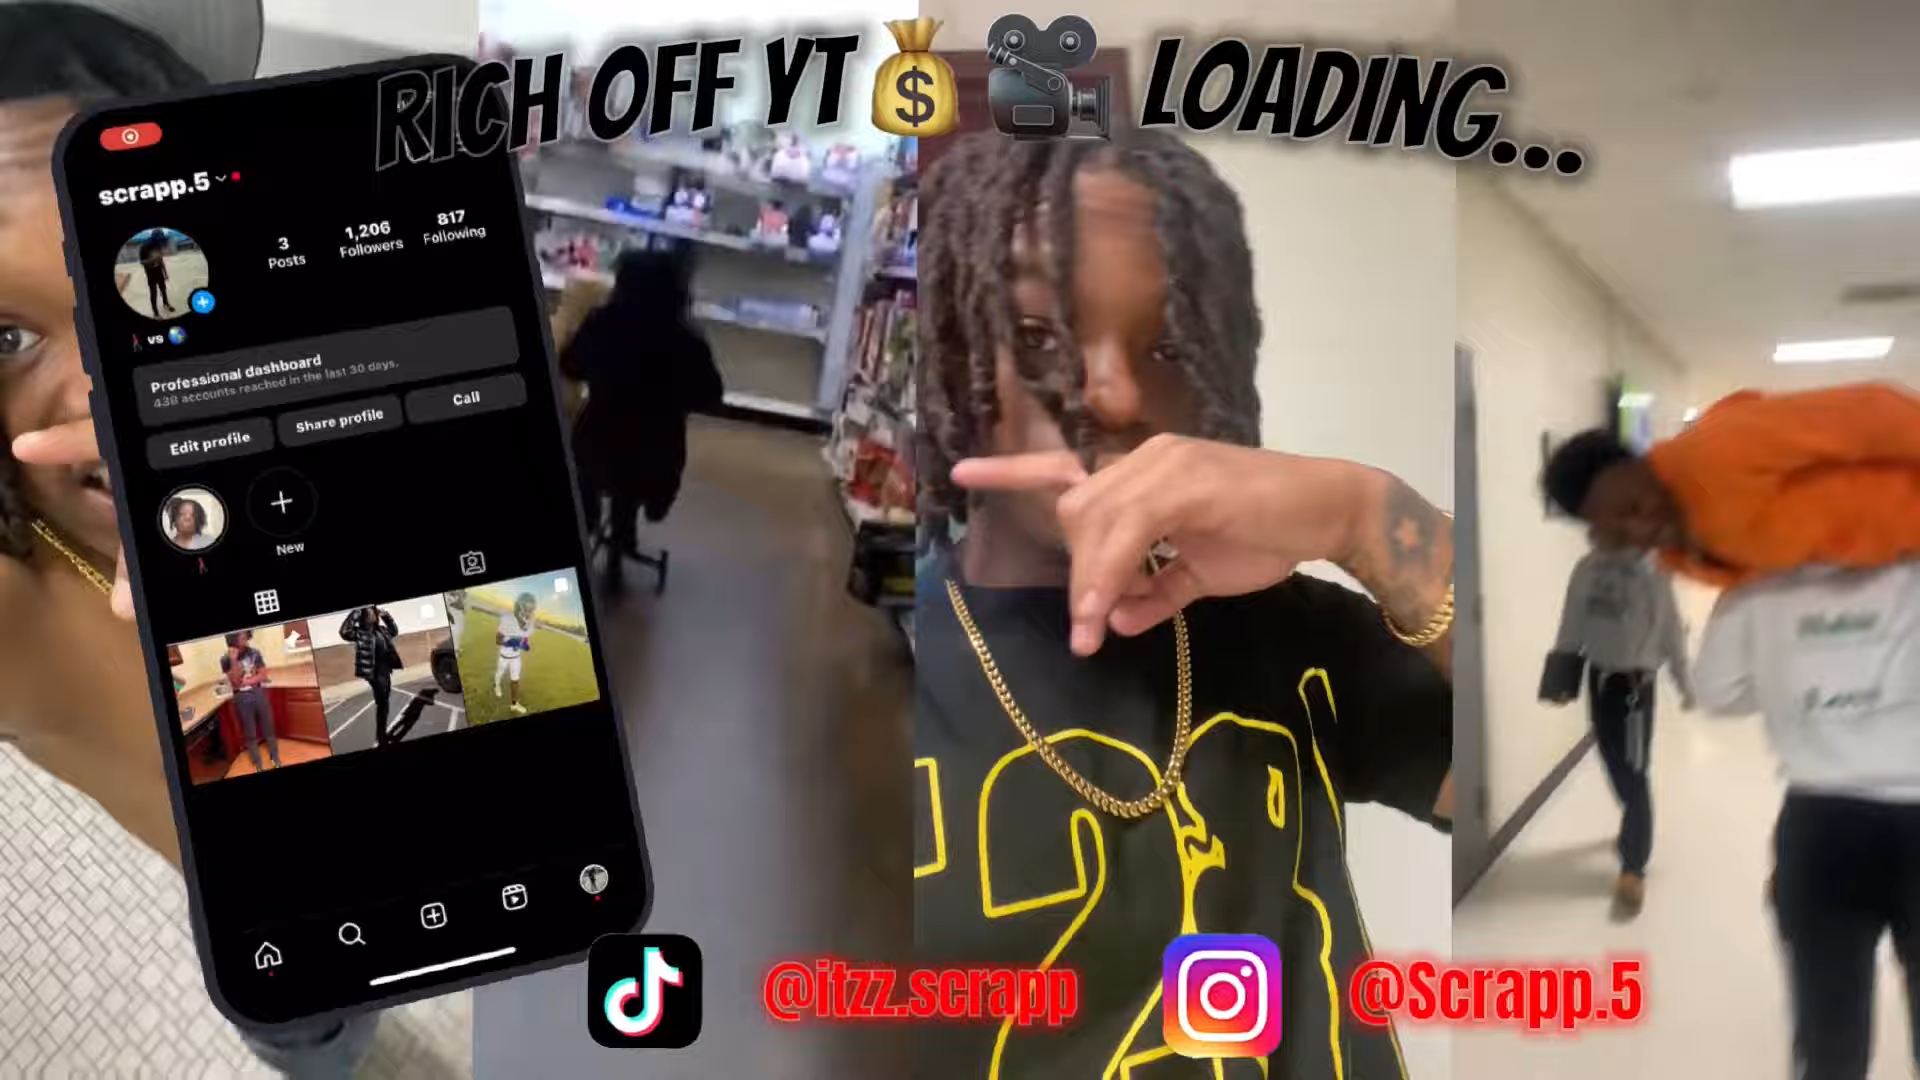 RICH OFF YT💰 🎥 LOADING...
scrapp.5
3
Posts
1,206
Followers
817
Following
vs 🌎
Professional dashboard
438 accounts reached in the last 30 days.
Edit profile
Share profile
Call
New
@itzz.scrapp
@Scrapp.5